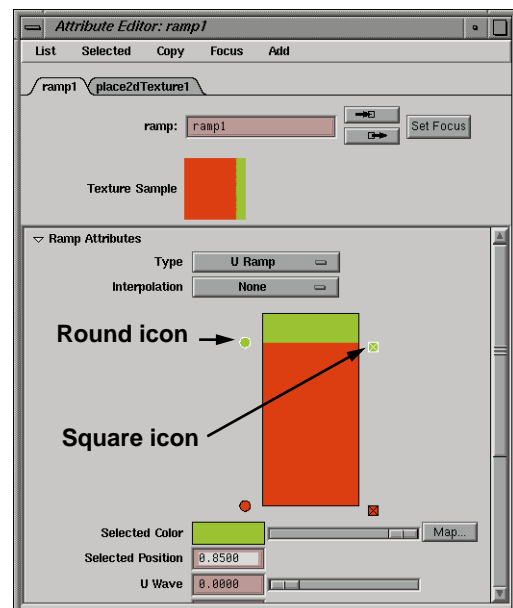 Attribute Editor: ramp1
List Selected Copy Focus Add
ramp1 place2dTexture1
ramp: ramp1 Set Focus
Texture Sample
Ramp Attributes
Type U Ramp
Interpolation None
Round icon
Square icon
Selected Color Map...
Selected Position 0.8500
U Wave 0.0000